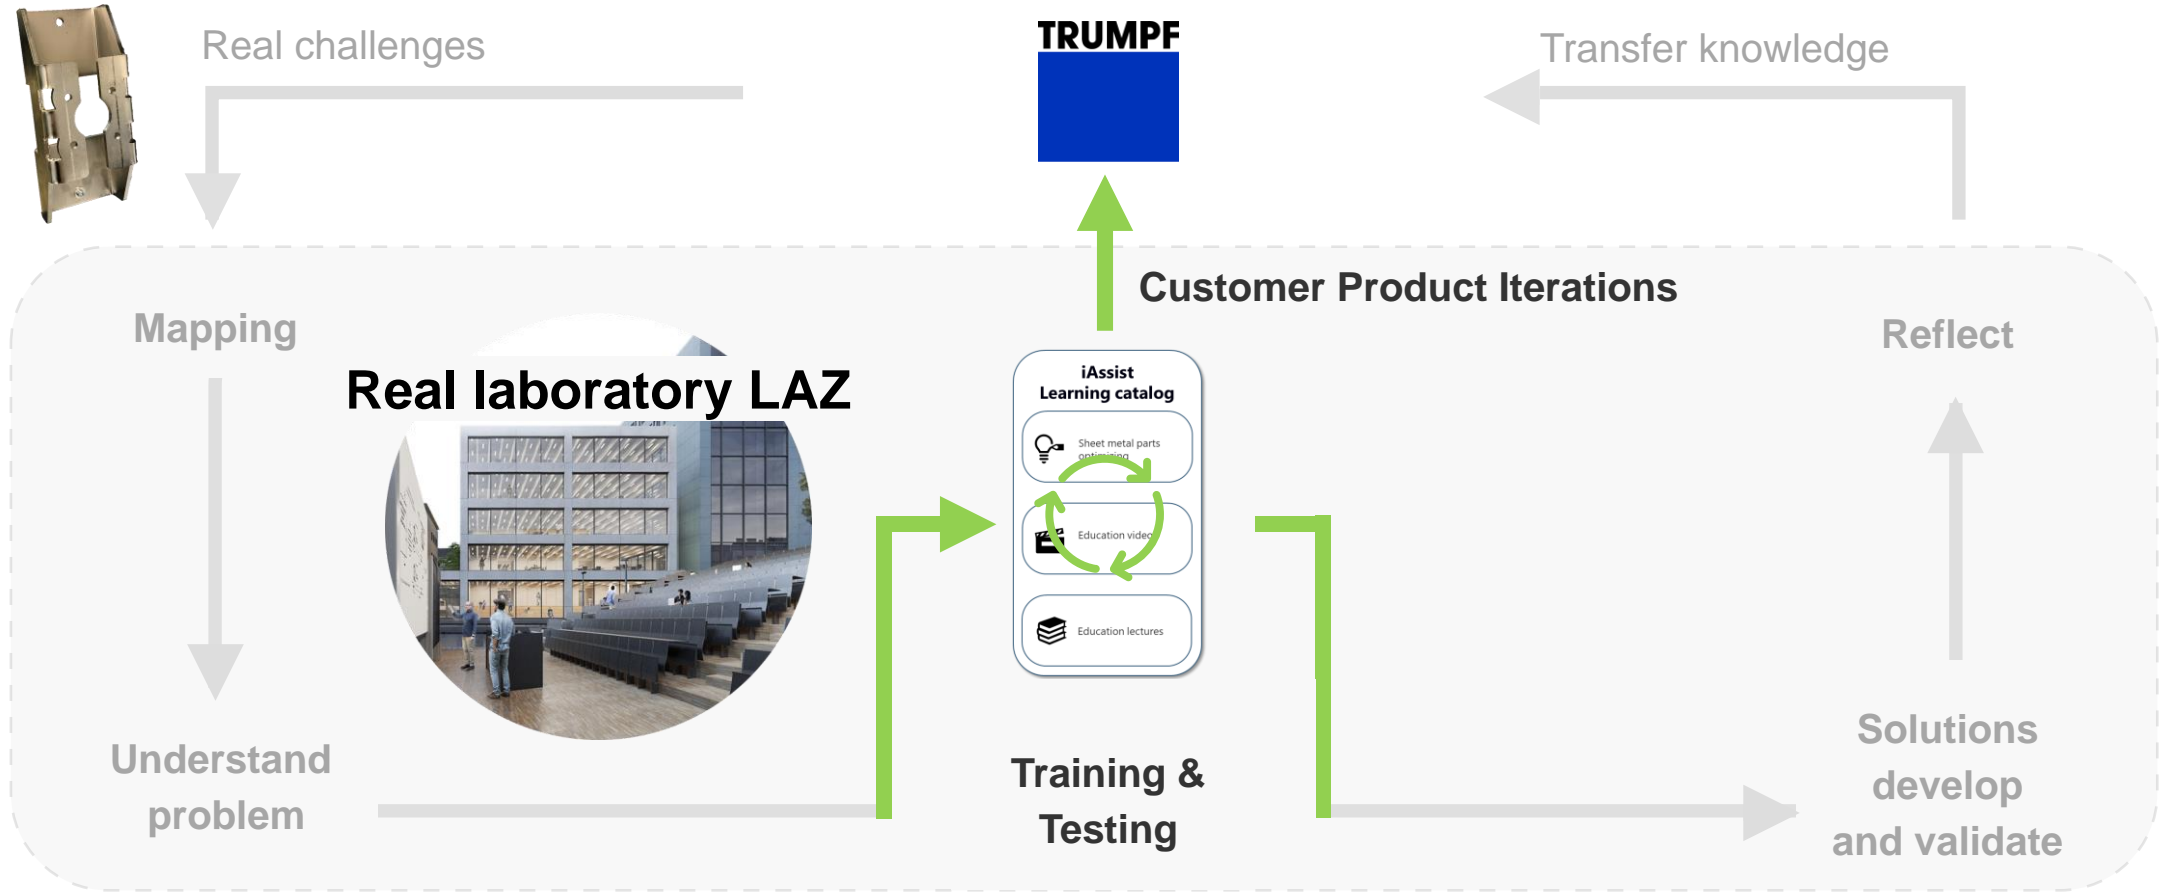 Real challenges
TRUMPF
Transfer knowledge
Customer Product Iterations
Mapping
Reflect
Real laboratory LAZ
iAssist
Learning catalog
Sheet metal parts
optimizing
Education video
Education lectures
Understand
problem
Training &
Testing
Solutions
develop
and validate